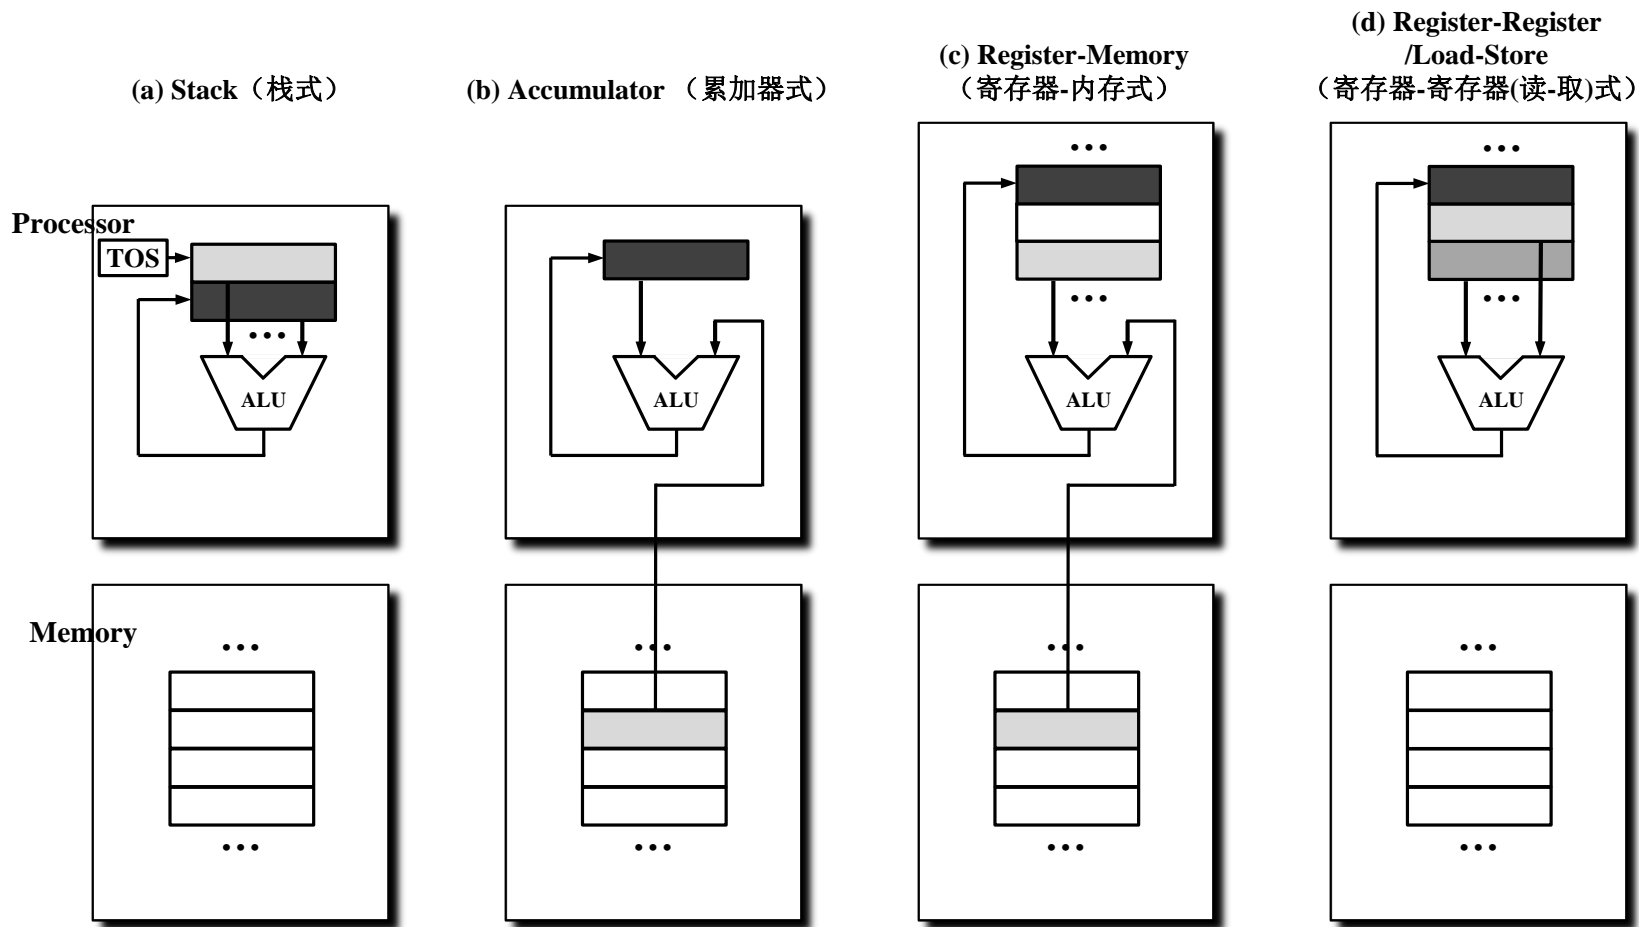 (a) Stack（栈式）
(b) Accumulator （累加器式）
(c) Register-Memory
（寄存器-内存式）
(d) Register-Register
/Load-Store
（寄存器-寄存器(读-取)式）
Processor
TOS
ALU
ALU
ALU
ALU
Memory